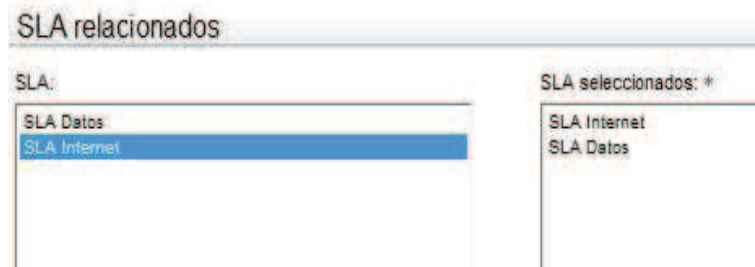 SLA relacionados
SLA:
SLA Datos
SLA Internet
SLA seleccionados: *
SLA Internet
SLA Datos